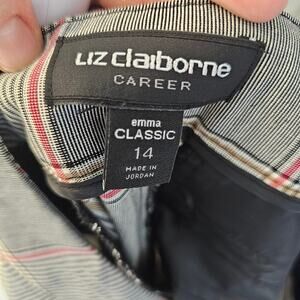 Liz claiborne
CAREER
emma
CLASSIC
14
MADE IN
JORDAN